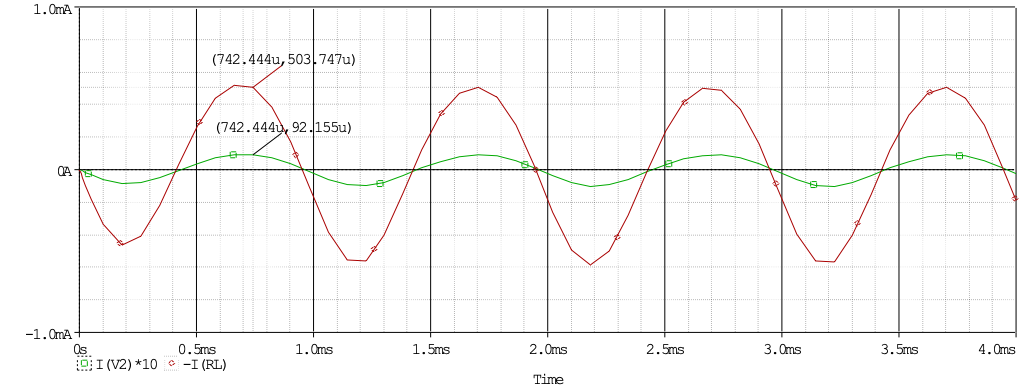 1.0mA
(742.444u,503.747u)
(742.444u,92.155u)
0A
-1.0mA
0s 0.5ms 1.0ms 1.5ms 2.0ms 2.5ms 3.0ms 3.5ms 4.0ms
I(V2)*10 -I(RL)
Time